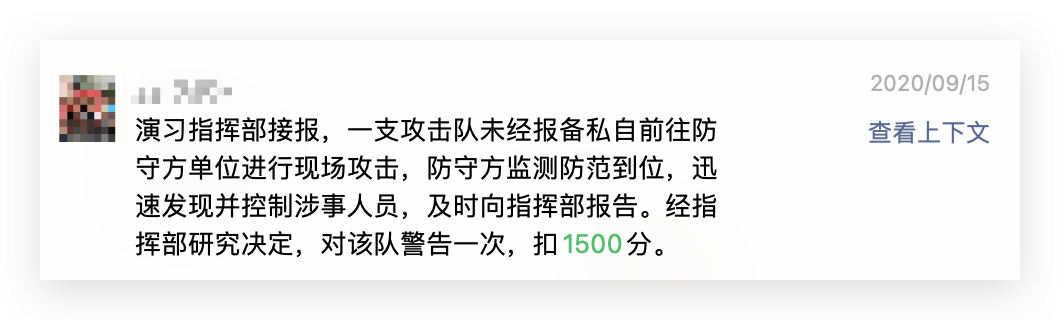 2020/09/15
演习指挥部接报，一支攻击队未经报备私自前往防
查看上下文
守方单位进行现场攻击，防守方监测防范到位，迅
速发现并控制涉事人员，及时向指挥部报告。经指
挥部研究决定，对该队警告一次，扣1500分。